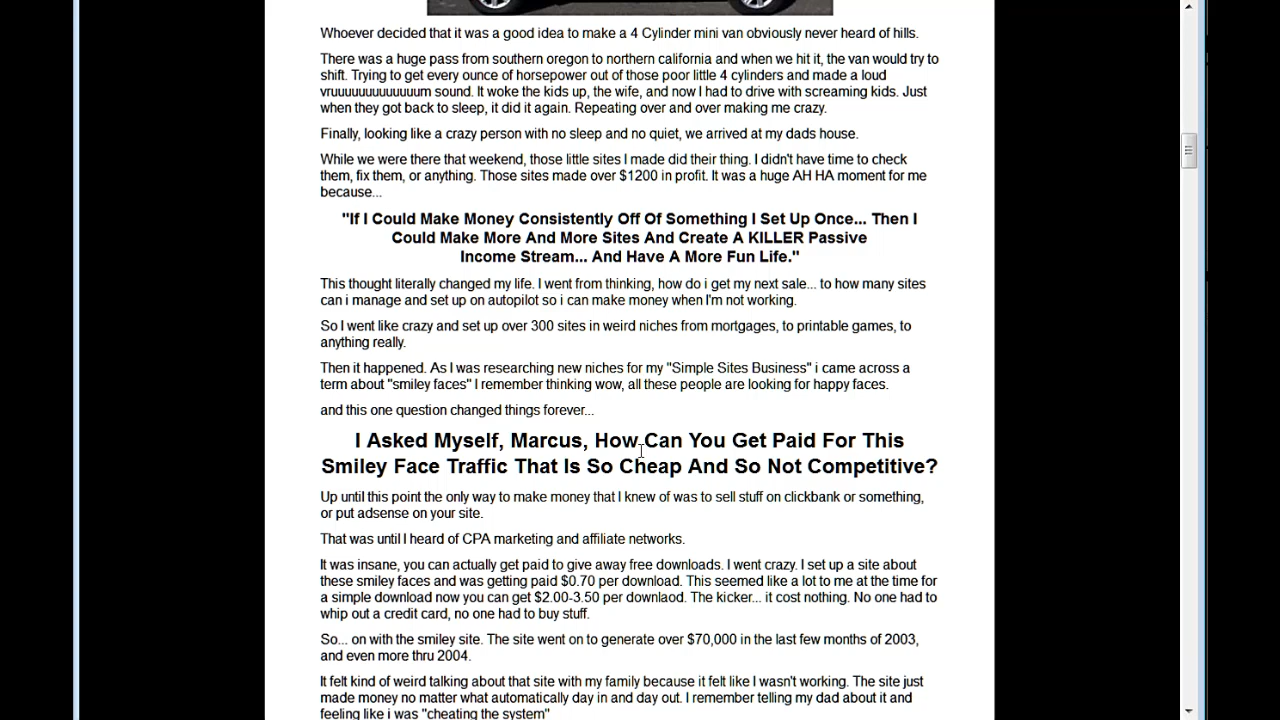 Whoever decided that it was a good idea to make a 4 Cylinder mini van obviously never heard of hills.
There was a huge pass from southern oregon to northern california and when we hit it, the van would try to
shift. Trying to get every ounce of horsepower out of those poor little 4 cylinders and made a loud
vruuuuuuuuuuuum sound. It woke the kids up, the wife, and now I had to drive with screaming kids. Just
when they got back to sleep, it did it again. Repeating over and over making me crazy.
Finally, looking like a crazy person with no sleep and no quiet, we arrived at my dads house.
While we were there that weekend, those little sites I made did their thing. I didn't have time to check
them, fix them, or anything. Those sites made over $1200 in profit. It was a huge AH HA moment for me
because...
"If I Could Make Money Consistently Off Of Something I Set Up Once... Then I
Could Make More And More Sites And Create A KILLER Passive
Income Stream... And Have A More Fun Life."
This thought literally changed my life. I went from thinking, how do i get my next sale... to how many sites
can i manage and set up on autopilot so i can make money when I'm not working.
So I went like crazy and set up over 300 sites in weird niches from mortgages, to printable games, to
anything really.
Then it happened. As I was researching new niches for my "Simple Sites Business" i came across a
term about "smiley faces" I remember thinking wow, all these people are looking for happy faces.
and this one question changed things forever...
I Asked Myself, Marcus, How Can You Get Paid For This
Smiley Face Traffic That Is So Cheap And So Not Competitive?
Up until this point the only way to make money that I knew of was to sell stuff on clickbank or something,
or put adsense on your site.
That was until I heard of CPA marketing and affiliate networks.
It was insane, you can actually get paid to give away free downloads. I went crazy. I set up a site about
these smiley faces and was getting paid $0.70 per download. This seemed like a lot to me at the time for
a simple download now you can get $2.00-3.50 per downlaod. The kicker... it cost nothing. No one had to
whip out a credit card, no one had to buy stuff.
So... on with the smiley site. The site went on to generate over $70,000 in the last few months of 2003,
and even more thru 2004.
It felt kind of weird talking about that site with my family because it felt like I wasn't working. The site just
made money no matter what automatically day in and day out. I remember telling my dad about it and
feeling like i was "cheating the system"